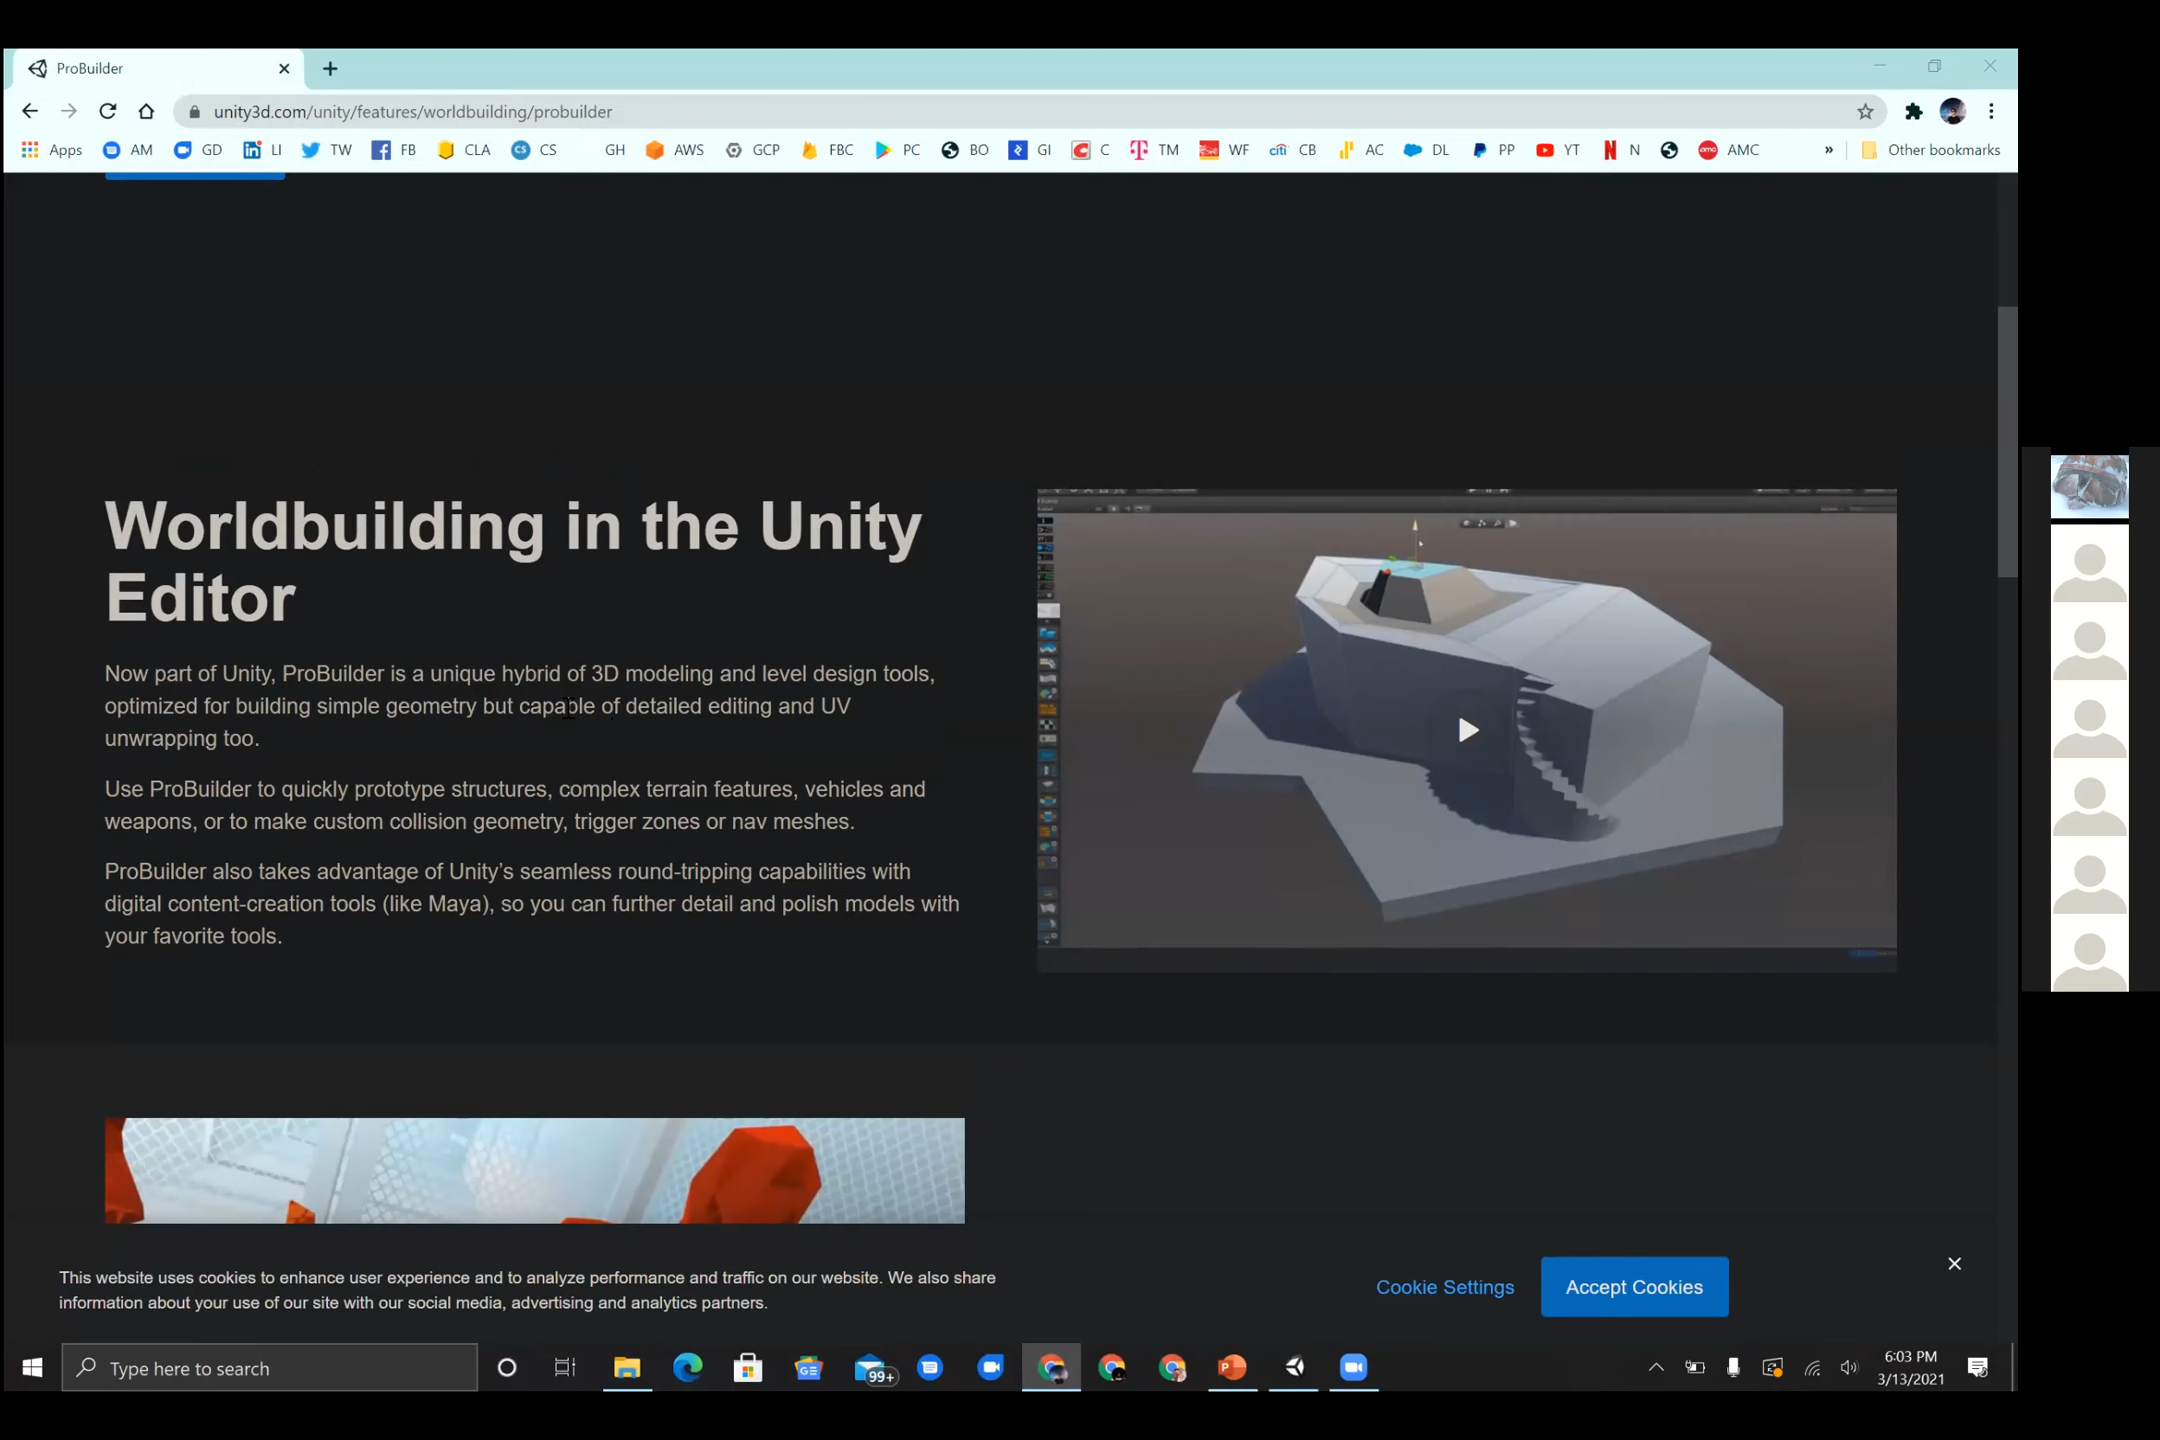 ProBuilder
unity3d.com/unity/features/worldbuilding/probuilder
Apps AM GD LI TW FB CLA CS GH AWS GCP FBC PC BO GI C TM WF CB AC DL PP YT N AMC » Other bookmarks
Worldbuilding in the Unity
Editor
Now part of Unity, ProBuilder is a unique hybrid of 3D modeling and level design tools,
optimized for building simple geometry but capable of detailed editing and UV
unwrapping too.
Use ProBuilder to quickly prototype structures, complex terrain features, vehicles and
weapons, or to make custom collision geometry, trigger zones or nav meshes.
ProBuilder also takes advantage of Unity’s seamless round-tripping capabilities with
digital content-creation tools (like Maya), so you can further detail and polish models with
your favorite tools.
This website uses cookies to enhance user experience and to analyze performance and traffic on our website. We also share
information about your use of our site with our social media, advertising and analytics partners.
Cookie Settings
Accept Cookies
Type here to search
99+
6:03 PM
3/13/2021